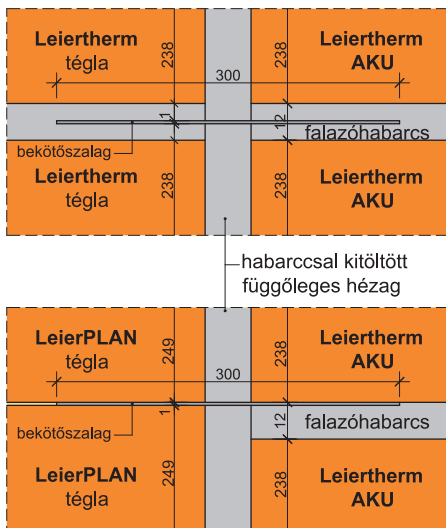 Leiertherm
tégla
238
238
Leiertherm
AKU
300
1
12
falazóhabarcs
bekötőszalag
Leiertherm
tégla
238
238
Leiertherm
AKU
habarccsal kitöltött
függőleges hézag
LeierPLAN
tégla
249
238
Leiertherm
AKU
300
1
12
falazóhabarcs
bekötőszalag
LeierPLAN
tégla
249
238
Leiertherm
AKU